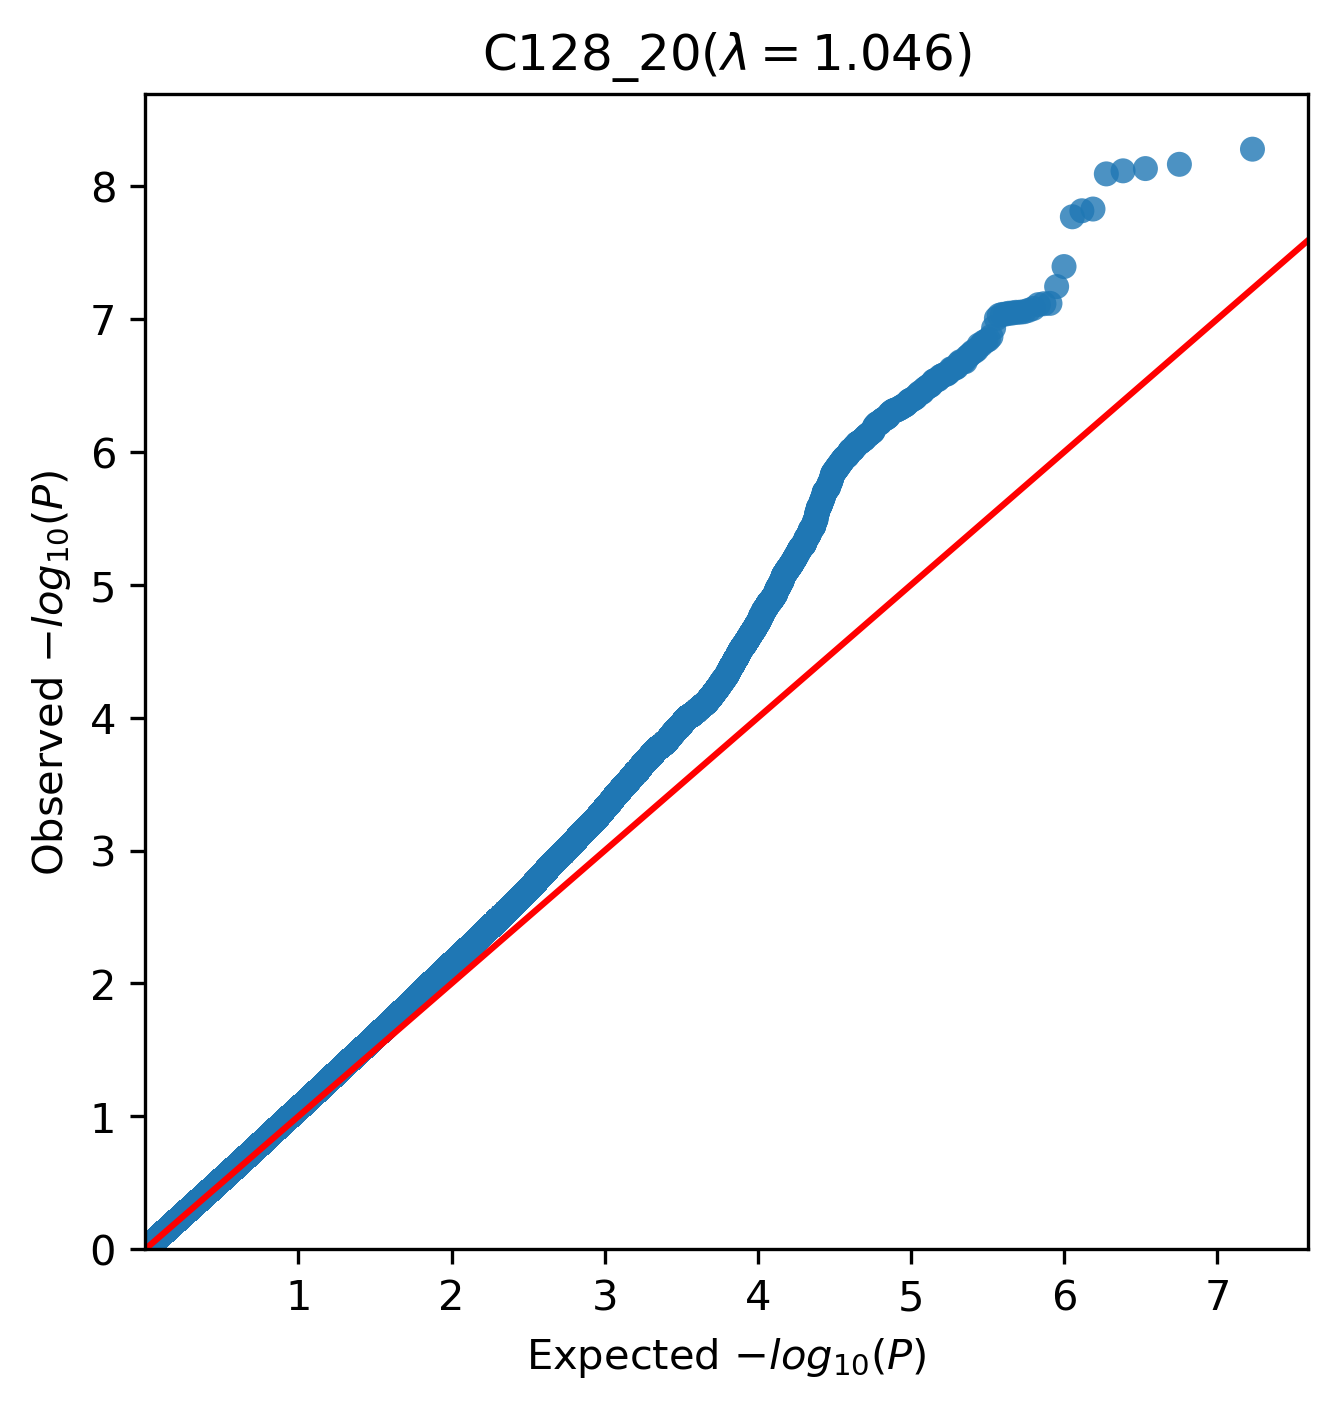 C128_20(λ = 1.046)
8
7
6
5
4
3
2
1
0
Observed −log₁₀(P)
1 2 3 4 5 6 7
Expected −log₁₀(P)